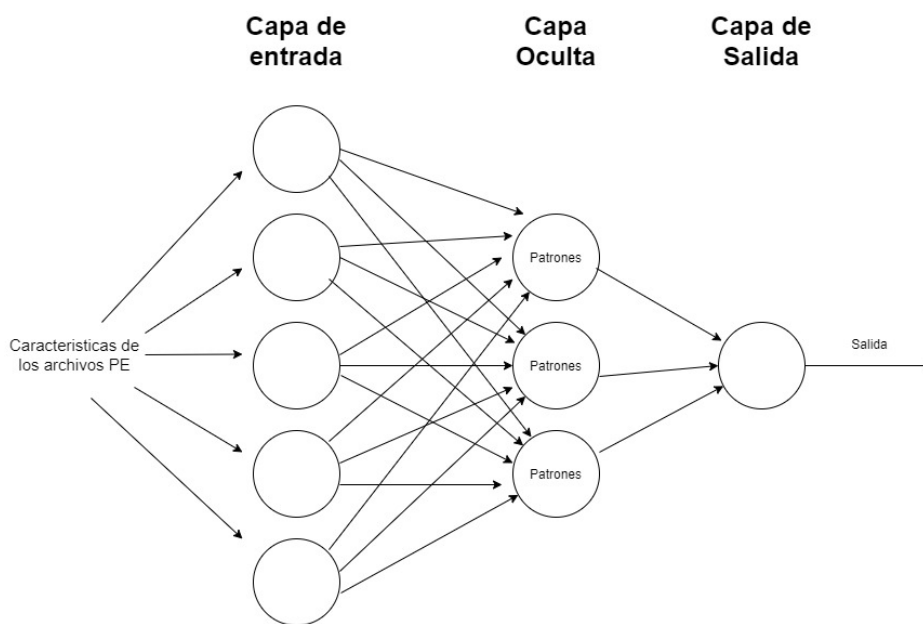 Capa de
entrada
Capa
Oculta
Capa de
Salida
Caracteristicas de
los archivos PE
Patrones
Patrones
Patrones
Salida